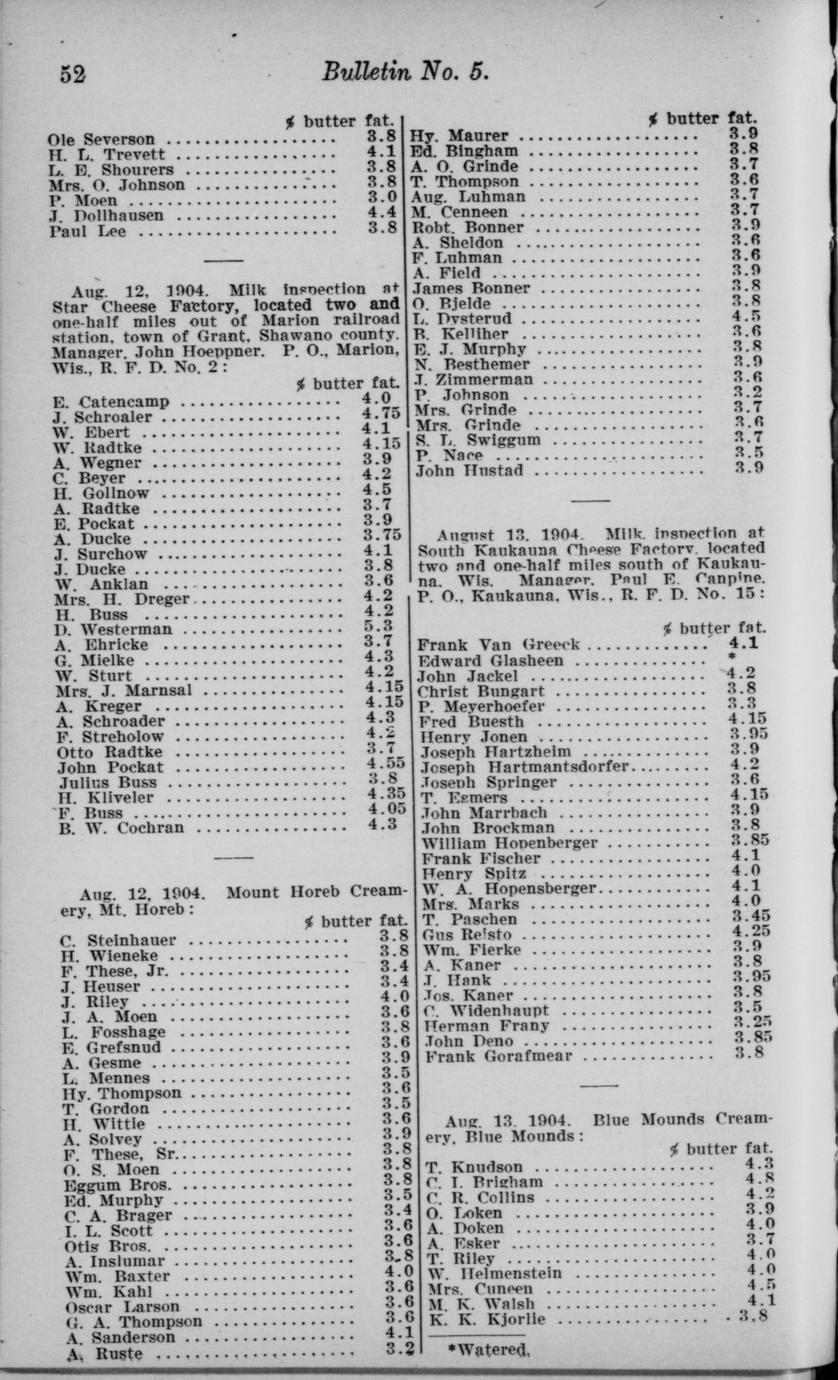 52
Bulletin No. 5.
% butter fat.
Ole Severson .................. 3.8
H. L. Trevett ................. 4.1
L. E. Shourers ................ 3.8
Mrs. O. Johnson ............... 3.8
P. Moen ....................... 3.0
J. Dollhausen ................. 4.4
Paul Lee ...................... 3.8
Aug. 12, 1904. Milk inspection at
Star Cheese Factory, located two and
one-half miles out of Marion railroad
station, town of Grant, Shawano county.
Manager, John Hoeppner. P. O., Marion,
Wis., R. F. D. No. 2:
% butter fat.
E. Catencamp .................. 4.0
J. Schroaler .................. 4.75
W. Ebert ...................... 4.1
W. Radtke ..................... 4.15
A. Wegner ..................... 3.9
C. Beyer ...................... 4.2
H. Gollnow .................... 4.5
A. Radtke ..................... 3.7
E. Pockat ..................... 3.9
A. Ducke ...................... 3.75
J. Surchow .................... 4.1
J. Ducke ...................... 3.8
W. Anklan ..................... 3.6
Mrs. H. Dreger ................ 4.2
H. Buss ....................... 4.2
D. Westerman .................. 5.3
A. Ehricke .................... 3.7
G. Mielke ..................... 4.3
W. Sturt ...................... 4.2
Mrs. J. Marnsal ............... 4.15
A. Kreger ..................... 4.15
A. Schroader .................. 4.3
F. Streholow .................. 4.2
Otto Radtke ................... 3.7
John Pockat ................... 4.55
Julius Buss ................... 3.8
H. Kliveler ................... 4.35
F. Buss ....................... 4.05
B. W. Cochran ................. 4.3
Aug. 12, 1904. Mount Horeb Cream-
ery, Mt. Horeb:
% butter fat.
C. Steinhauer ................. 3.8
H. Wieneke .................... 3.8
F. These, Jr. ................. 3.4
J. Heuser ..................... 3.4
J. Riley ...................... 4.0
J. A. Moen .................... 3.6
L. Fosshage ................... 3.8
E. Grefsnud ................... 3.6
A. Gesme ...................... 3.9
L. Mennes ..................... 3.5
Hy. Thompson .................. 3.6
T. Gordon ..................... 3.5
H. Wittie ..................... 3.6
A. Solvey ..................... 3.9
F. These, Sr. ................. 3.8
O. S. Moen .................... 3.8
Eggum Bros. ................... 3.8
Ed. Murphy .................... 3.5
C. A. Brager .................. 3.4
I. L. Scott ................... 3.6
Otis Bros. .................... 3.6
A. Inslumar ................... 3.8
Wm. Baxter .................... 4.0
Wm. Kahl ...................... 3.6
Oscar Larson .................. 3.6
G. A. Thompson ................ 3.6
A. Sanderson .................. 4.1
A. Ruste ...................... 3.2
% butter fat.
Hy. Maurer .................... 3.9
Ed. Bingham ................... 3.8
A. O. Grinde .................. 3.7
T. Thompson ................... 3.6
Aug. Luhman ................... 3.7
M. Cenneen .................... 3.7
Robt. Bonner .................. 3.9
A. Sheldon .................... 3.6
F. Luhman ..................... 3.6
A. Field ...................... 3.9
James Bonner .................. 3.8
O. Bjelde ..................... 3.8
L. Dysterud ................... 4.5
B. Kelliher ................... 3.6
E. J. Murphy .................. 3.8
N. Besthemer .................. 3.9
J. Zimmerman .................. 3.6
P. Johnson .................... 3.2
Mrs. Grinde ................... 3.7
Mrs. Grinde ................... 3.6
S. L. Swiggum ................. 3.7
P. Nace ....................... 3.5
John Hustad ................... 3.9
August 13, 1904. Milk inspection at
South Kaukauna Cheese Factory, located
two and one-half miles south of Kaukau-
na, Wis. Manager, Paul E. Canpine.
P. O., Kaukauna, Wis., R. F. D. No. 15:
% butter fat.
Frank Van Greeck .............. 4.1
Edward Glasheen ............... *
John Jackel ................... 4.2
Christ Bungart ................ 3.8
P. Meyerhoefer ................ 3.3
Fred Buesth ................... 4.15
Henry Jonen ................... 3.95
Joseph Hartzheim .............. 3.9
Joseph Hartmantsdorfer ........ 4.2
Joseph Springer ............... 3.6
T. Esmers ..................... 4.15
John Marrbach ................. 3.9
John Brockman ................. 3.8
William Hopenberger ........... 3.85
Frank Fischer ................. 4.1
Henry Spitz ................... 4.0
W. A. Hopensberger ............ 4.1
Mrs. Marks .................... 4.0
T. Paschen .................... 3.45
Gus Reisto .................... 4.25
Wm. Fierke .................... 3.9
A. Kaner ...................... 3.8
J. Hank ....................... 3.95
Jos. Kaner .................... 3.8
C. Widenhaupt ................. 3.5
Herman Frany .................. 3.25
John Deno ..................... 3.85
Frank Gorafmear ............... 3.8
Aug. 13, 1904. Blue Mounds Cream-
ery, Blue Mounds:
% butter fat.
T. Knudson .................... 4.3
C. I. Brigham ................. 4.8
C. R. Collins ................. 4.2
O. Loken ...................... 3.9
A. Doken ...................... 4.0
A. Esker ...................... 3.7
T. Riley ...................... 4.0
W. Helmenstein ................ 4.0
Mrs. Cuneen ................... 4.5
M. K. Walsh ................... 4.1
K. K. Kjorlie ................. 3.8
*Watered.